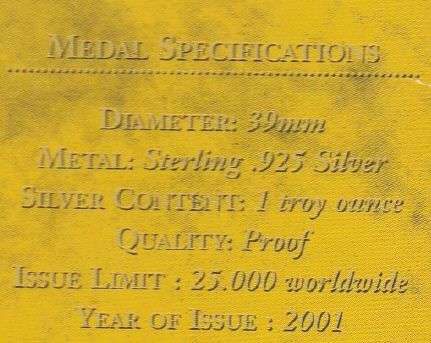 MEDAL SPECIFICATIONS
DIAMETER: 39mm
METAL: Sterling .925 Silver
SILVER CONTENT: 1 troy ounce
QUALITY: Proof
ISSUE LIMIT : 25.000 worldwide
YEAR OF ISSUE : 2001